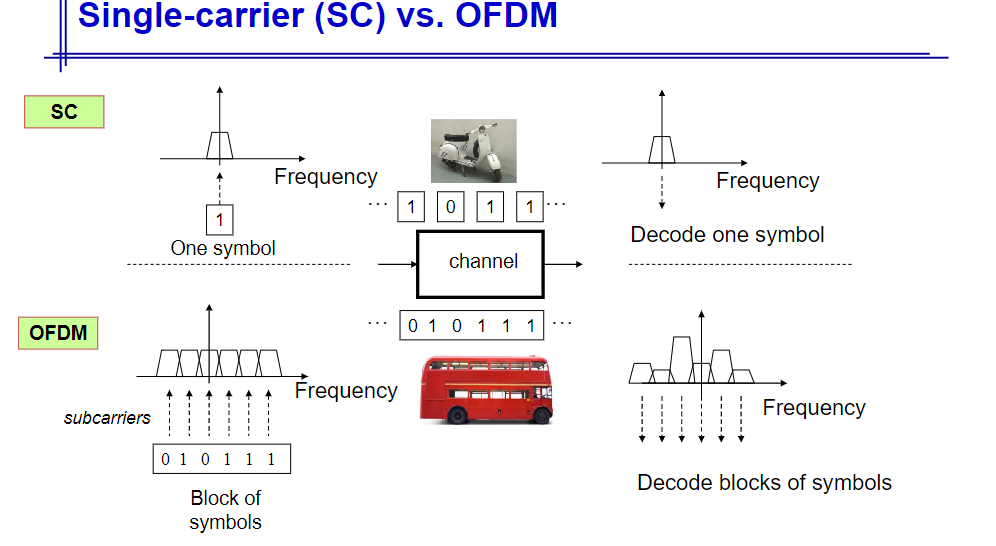 Single-carrier (SC) vs. OFDM
SC
Frequency
1
One symbol
··· 1 0 1 1 ···
channel
Frequency
Decode one symbol
OFDM
Frequency
subcarriers
0 1 0 1 1 1
Block of
symbols
··· 0 1 0 1 1 1 ···
Frequency
Decode blocks of symbols